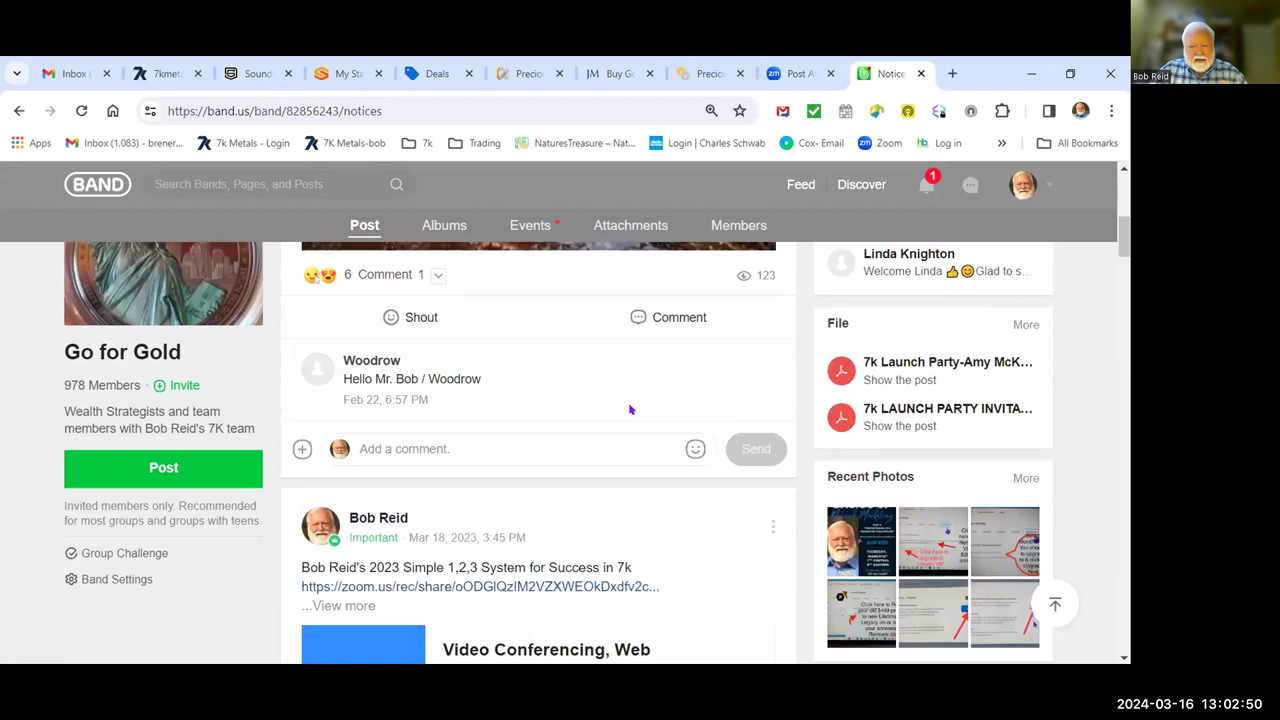 Bob Reid
Inbox (
7kmet
Sound
My Sta
Deals
Precio
Buy Go
Precio
Post A
Notice
https://band.us/band/82856243/notices
Apps
Inbox (1,083) - brener...
7k Metals - Login
7K Metals-bob
7k
Trading
NaturesTreasure – Nat...
Login | Charles Schwab
Cox- Email
Zoom
Log in
»
All Bookmarks
BAND
Search Bands, Pages, and Posts
Feed
Discover
1
Post
Albums
Events
Attachments
Members
Go for Gold
978 Members · Invite
Wealth Strategists and team
members with Bob Reid's 7K team
Post
Invited members only. Recommended
for most groups and groups with teens.
Group Challenge
Band Settings
6 Comment 1
123
Shout
Comment
Woodrow
Hello Mr. Bob / Woodrow
Feb 22, 6:57 PM
Add a comment.
Send
Bob Reid
Important · Mar 18, 2023, 3:45 PM
Bob Reid's 2023 Simple 1,2,3 System for Success in 7k
...View more
Video Conferencing, Web
Linda Knighton
Welcome Linda 👍😊Glad to s...
File
More
7k Launch Party-Amy McK...
Show the post
7k LAUNCH PARTY INVITA...
Show the post
Recent Photos
More
2024-03-16 13:02:50